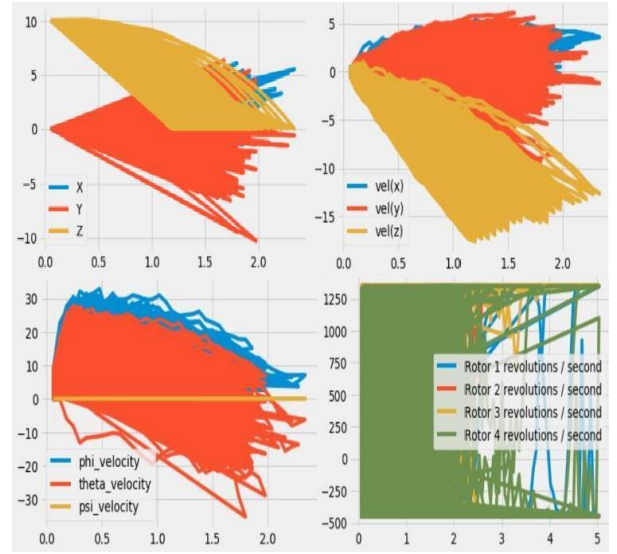 10
5
0
−5
−10
X
Y
Z
0.0 0.5 1.0 1.5 2.0
5
0
−5
−10
−15
vel(x)
vel(y)
vel(z)
0.0 0.5 1.0 1.5 2.0 2.5
30
20
10
0
−10
−20
−30
phi_velocity
theta_velocity
psi_velocity
0.0 0.5 1.0 1.5 2.0
1250
1000
750
500
250
0
−250
−500
Rotor 1 revolutions / second
Rotor 2 revolutions / second
Rotor 3 revolutions / second
Rotor 4 revolutions / second
0 1 2 3 4 5